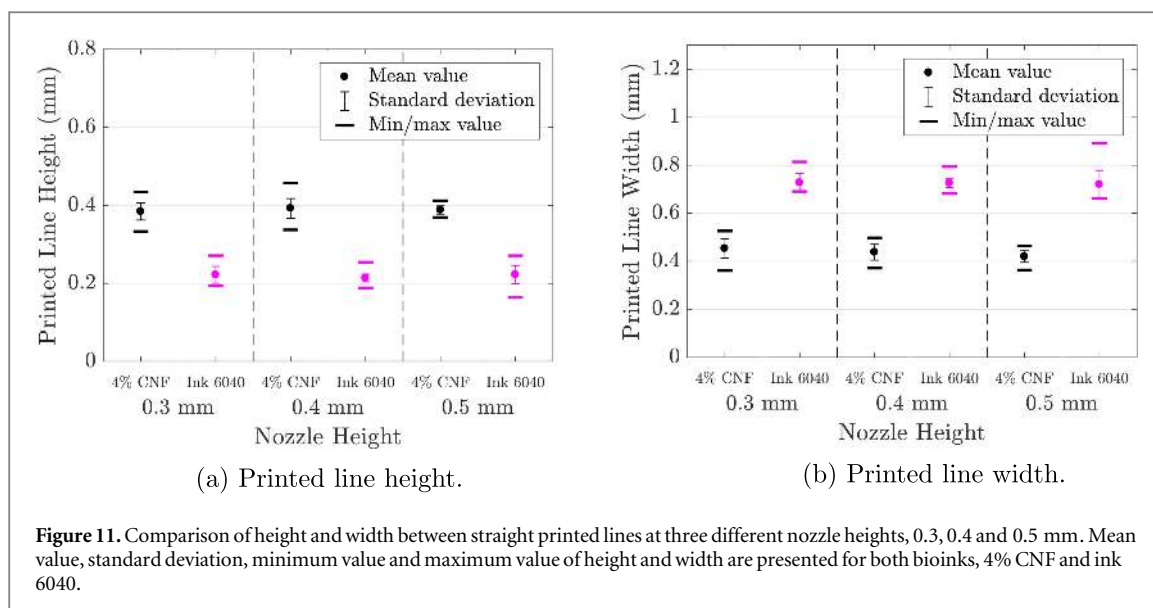 0.8
0.6
0.4
0.2
0
Printed Line Height (mm)
Mean value
Standard deviation
Min/max value
4% CNF Ink 6040 4% CNF Ink 6040 4% CNF Ink 6040
0.3 mm 0.4 mm 0.5 mm
Nozzle Height
(a) Printed line height.
1.2
1
0.8
0.6
0.4
0.2
0
Printed Line Width (mm)
Mean value
Standard deviation
Min/max value
4% CNF Ink 6040 4% CNF Ink 6040 4% CNF Ink 6040
0.3 mm 0.4 mm 0.5 mm
Nozzle Height
(b) Printed line width.
Figure 11. Comparison of height and width between straight printed lines at three different nozzle heights, 0.3, 0.4 and 0.5 mm. Mean
value, standard deviation, minimum value and maximum value of height and width are presented for both bioinks, 4% CNF and ink
6040.